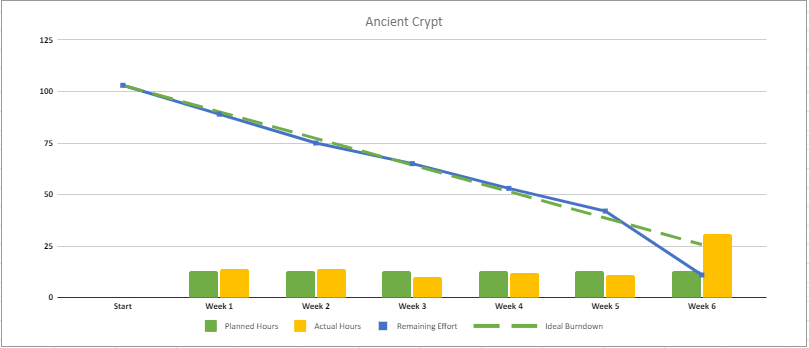 Ancient Crypt
125
100
75
50
25
0
Start Week 1 Week 2 Week 3 Week 4 Week 5 Week 6
Planned Hours Actual Hours Remaining Effort Ideal Burndown